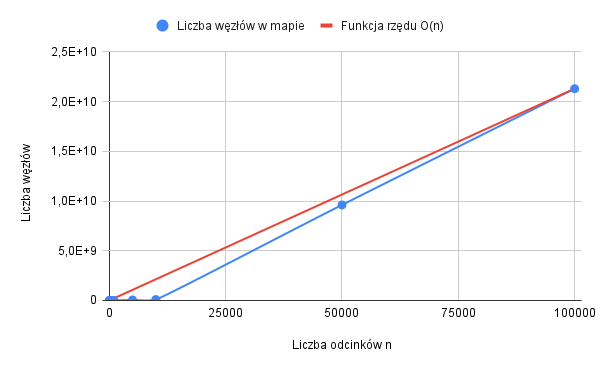 Liczba węzłów w mapie
Funkcja rzędu O(n)
2,5E+10
2,0E+10
1,5E+10
1,0E+10
5,0E+9
0
Liczba węzłów
0
25000
50000
75000
100000
Liczba odcinków n